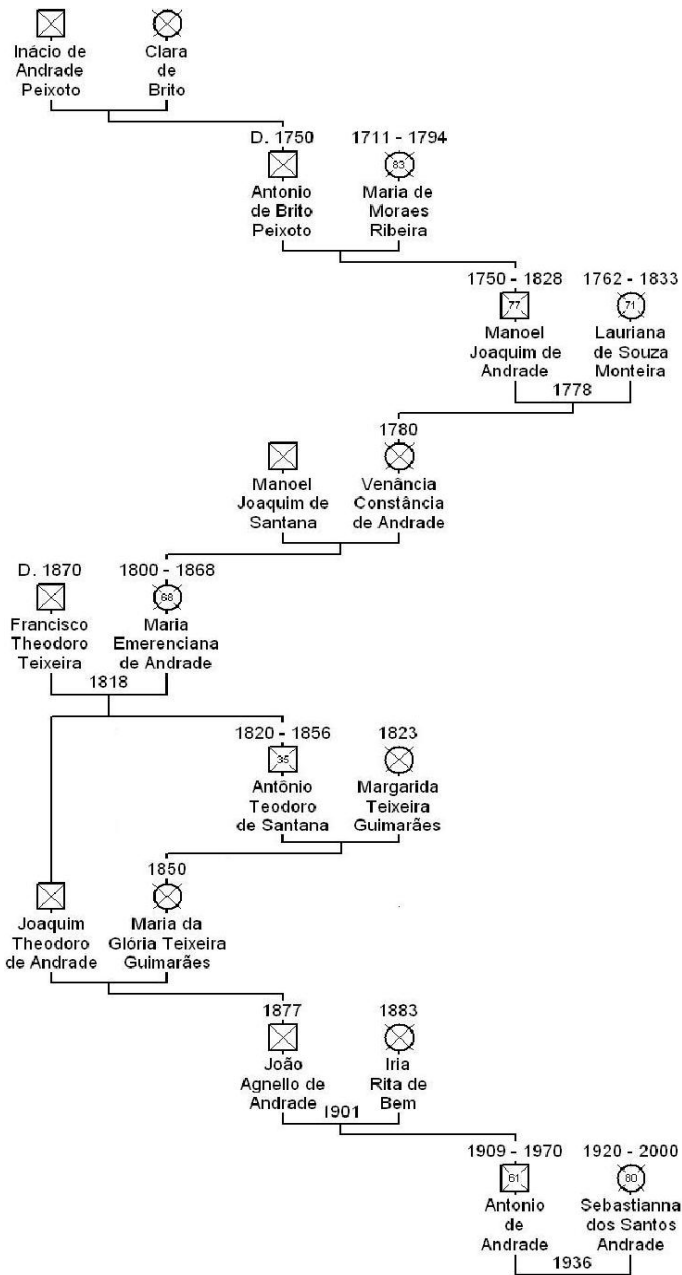 Inácio de
Andrade
Peixoto
Clara
de
Brito
D. 1750
Antonio
de Brito
Peixoto
1711 - 1794
83
Maria de
Moraes
Ribeira
1750 - 1828
77
Manoel
Joaquim de
Andrade
1762 - 1833
71
Lauriana
de Souza
Monteira
1778
Manoel
Joaquim de
Santana
1780
Venância
Constância
de Andrade
D. 1870
Francisco
Theodoro
Teixeira
1800 - 1868
68
Maria
Emerenciana
de Andrade
1818
1820 - 1856
35
Antônio
Teodoro
de Santana
1823
Margarida
Teixeira
Guimarães
Joaquim
Theodoro
de Andrade
1850
Maria da
Glória Teixeira
Guimarães
1877
João
Agnello de
Andrade
1883
Iria
Rita de
Bem
1901
1909 - 1970
61
Antonio
de
Andrade
1920 - 2000
80
Sebastianna
dos Santos
Andrade
1936